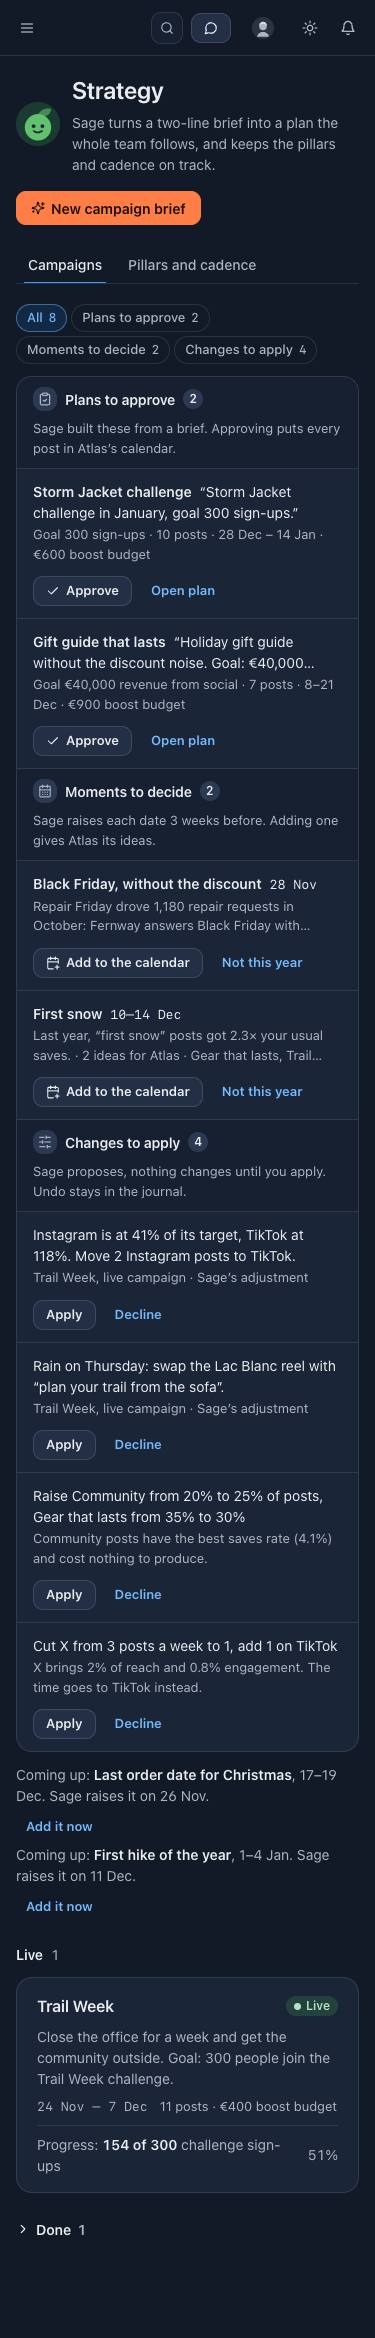 Strategy
Sage turns a two-line brief into a plan the
whole team follows, and keeps the pillars
and cadence on track.
New campaign brief
Campaigns
Pillars and cadence
All 8
Plans to approve 2
Moments to decide 2
Changes to apply 4
Plans to approve 2
Sage built these from a brief. Approving puts every
post in Atlas's calendar.
Storm Jacket challenge “Storm Jacket
challenge in January, goal 300 sign-ups.”
Goal 300 sign-ups · 10 posts · 28 Dec – 14 Jan ·
€600 boost budget
Approve
Open plan
Gift guide that lasts “Holiday gift guide
without the discount noise. Goal: €40,000…
Goal €40,000 revenue from social · 7 posts · 8–21
Dec · €900 boost budget
Approve
Open plan
Moments to decide 2
Sage raises each date 3 weeks before. Adding one
gives Atlas its ideas.
Black Friday, without the discount 28 Nov
Repair Friday drove 1,180 repair requests in
October: Fernway answers Black Friday with…
Add to the calendar
Not this year
First snow 10–14 Dec
Last year, “first snow” posts got 2.3× your usual
saves. · 2 ideas for Atlas · Gear that lasts, Trail…
Add to the calendar
Not this year
Changes to apply 4
Sage proposes, nothing changes until you apply.
Undo stays in the journal.
Instagram is at 41% of its target, TikTok at
118%. Move 2 Instagram posts to TikTok.
Trail Week, live campaign · Sage's adjustment
Apply
Decline
Rain on Thursday: swap the Lac Blanc reel with
“plan your trail from the sofa”.
Trail Week, live campaign · Sage's adjustment
Apply
Decline
Raise Community from 20% to 25% of posts,
Gear that lasts from 35% to 30%
Community posts have the best saves rate (4.1%)
and cost nothing to produce.
Apply
Decline
Cut X from 3 posts a week to 1, add 1 on TikTok
X brings 2% of reach and 0.8% engagement. The
time goes to TikTok instead.
Apply
Decline
Coming up: Last order date for Christmas, 17–19
Dec. Sage raises it on 26 Nov.
Add it now
Coming up: First hike of the year, 1–4 Jan. Sage
raises it on 11 Dec.
Add it now
Live 1
Trail Week
Live
Close the office for a week and get the
community outside. Goal: 300 people join the
Trail Week challenge.
24 Nov – 7 Dec 11 posts · €400 boost budget
Progress: 154 of 300 challenge sign-
ups
51%
Done 1